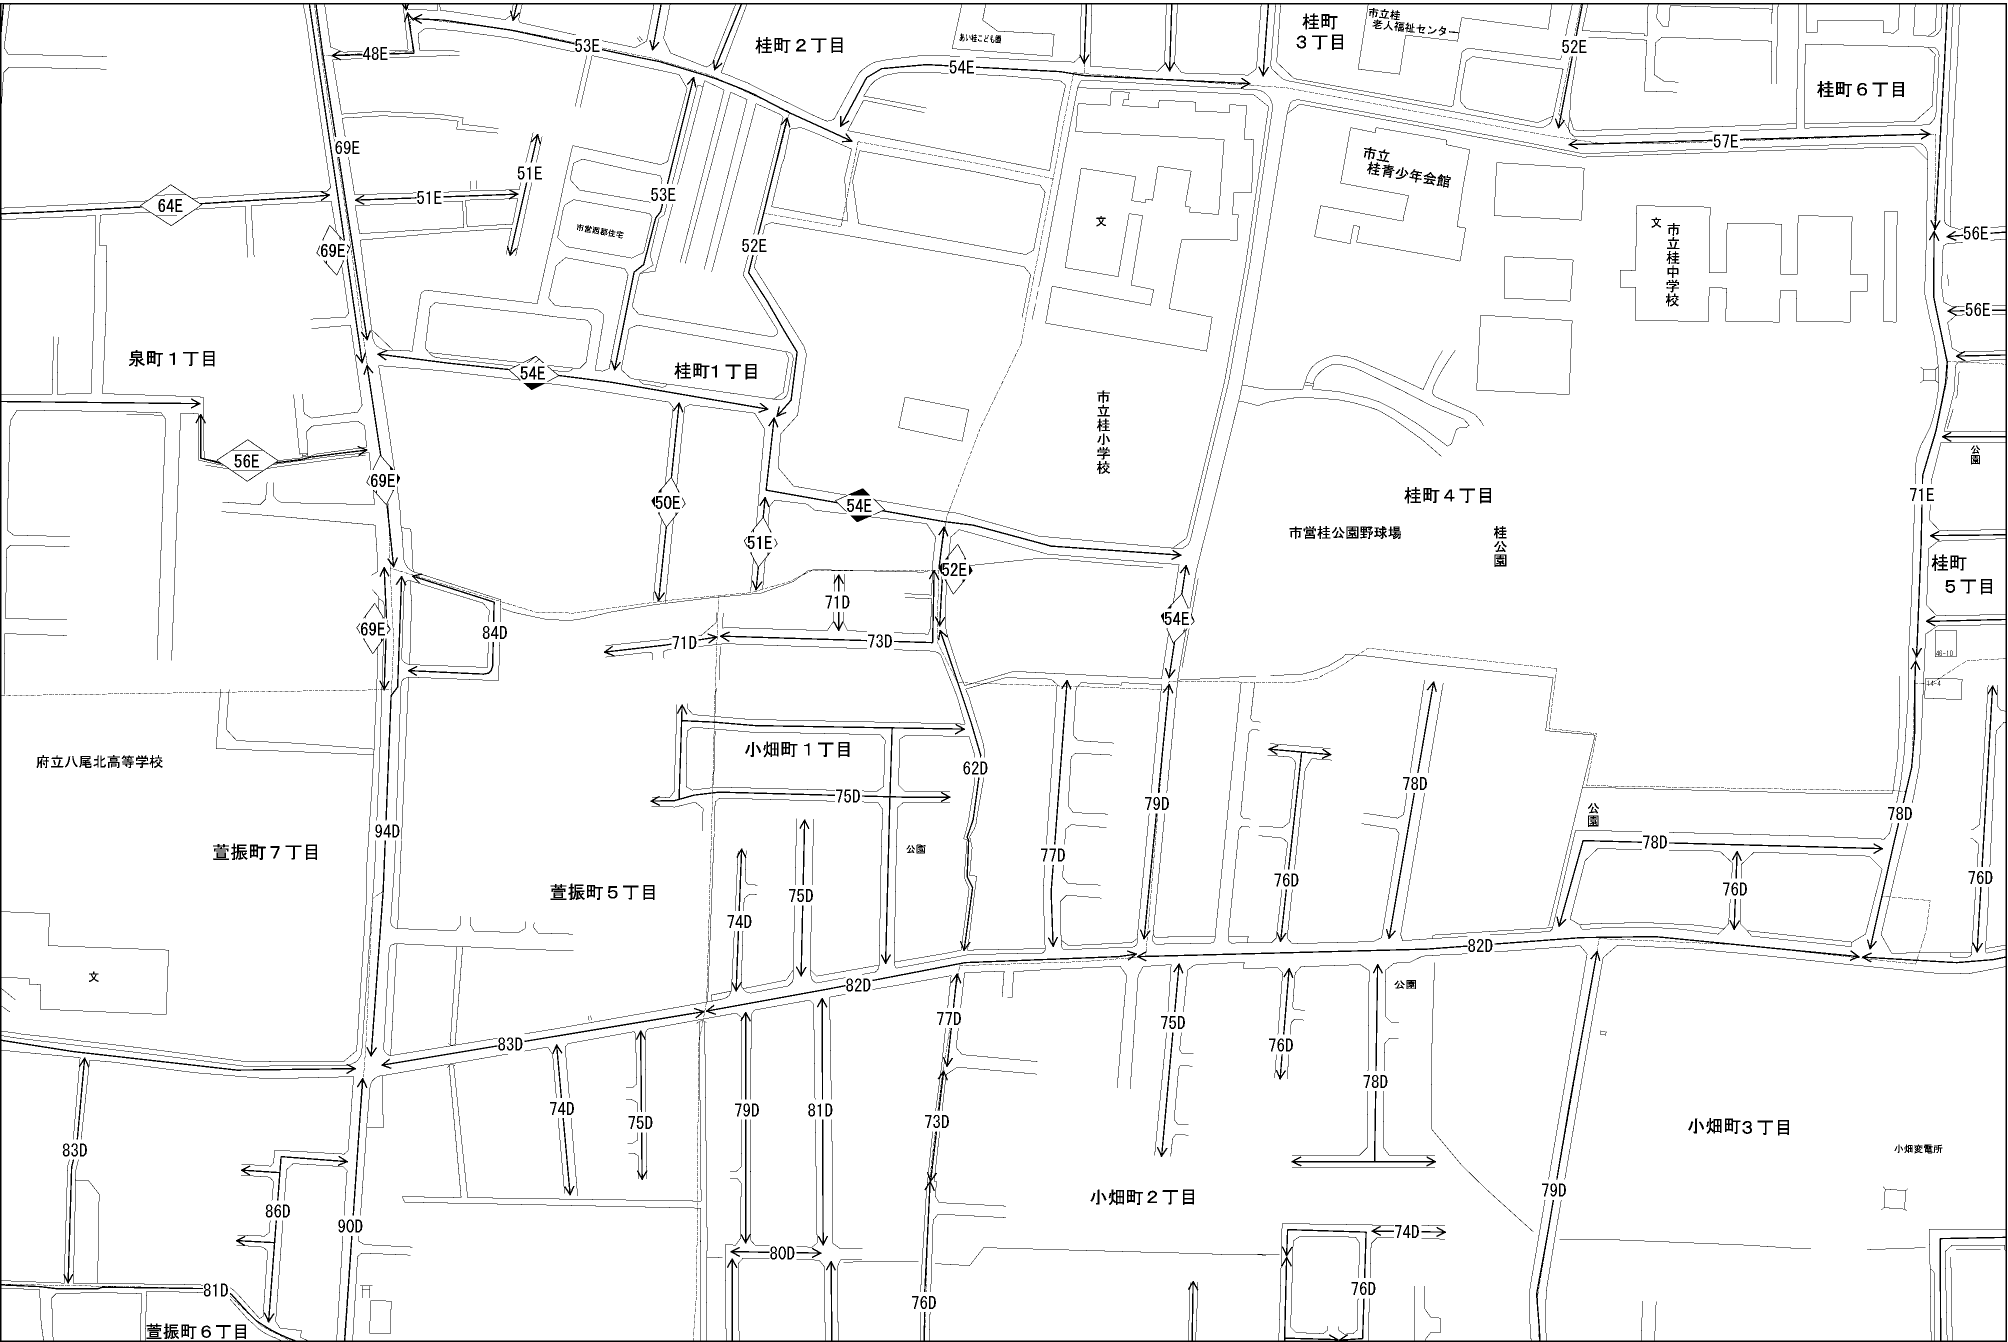 市立桂
老人福祉センター
桂町
3丁目
桂町2丁目
あい桂こども園
53E
52E
48E
54E
桂町6丁目
57E
69E
市立
桂青少年会館
51E
51E
53E
64E
文
文
市立桂中学校
市営西郡住宅
52E
56E
69E
56E
泉町1丁目
54E
桂町1丁目
市立桂小学校
公園
56E
69E
50E
54E
桂町4丁目
71E
市営桂公園野球場
桂公園
51E
52E
桂町
5丁目
71D
54E
69E
84D
71D
73D
46-10
14-4
小畑町1丁目
府立八尾北高等学校
62D
78D
75D
79D
公園
78D
94D
78D
萱振町7丁目
公園
77D
76D
76D
76D
萱振町5丁目
75D
74D
82D
文
82D
公園
77D
75D
83D
76D
78D
74D
79D
81D
75D
73D
小畑町3丁目
83D
小畑変電所
79D
小畑町2丁目
86D
90D
74D
80D
81D
76D
76D
萱振町6丁目